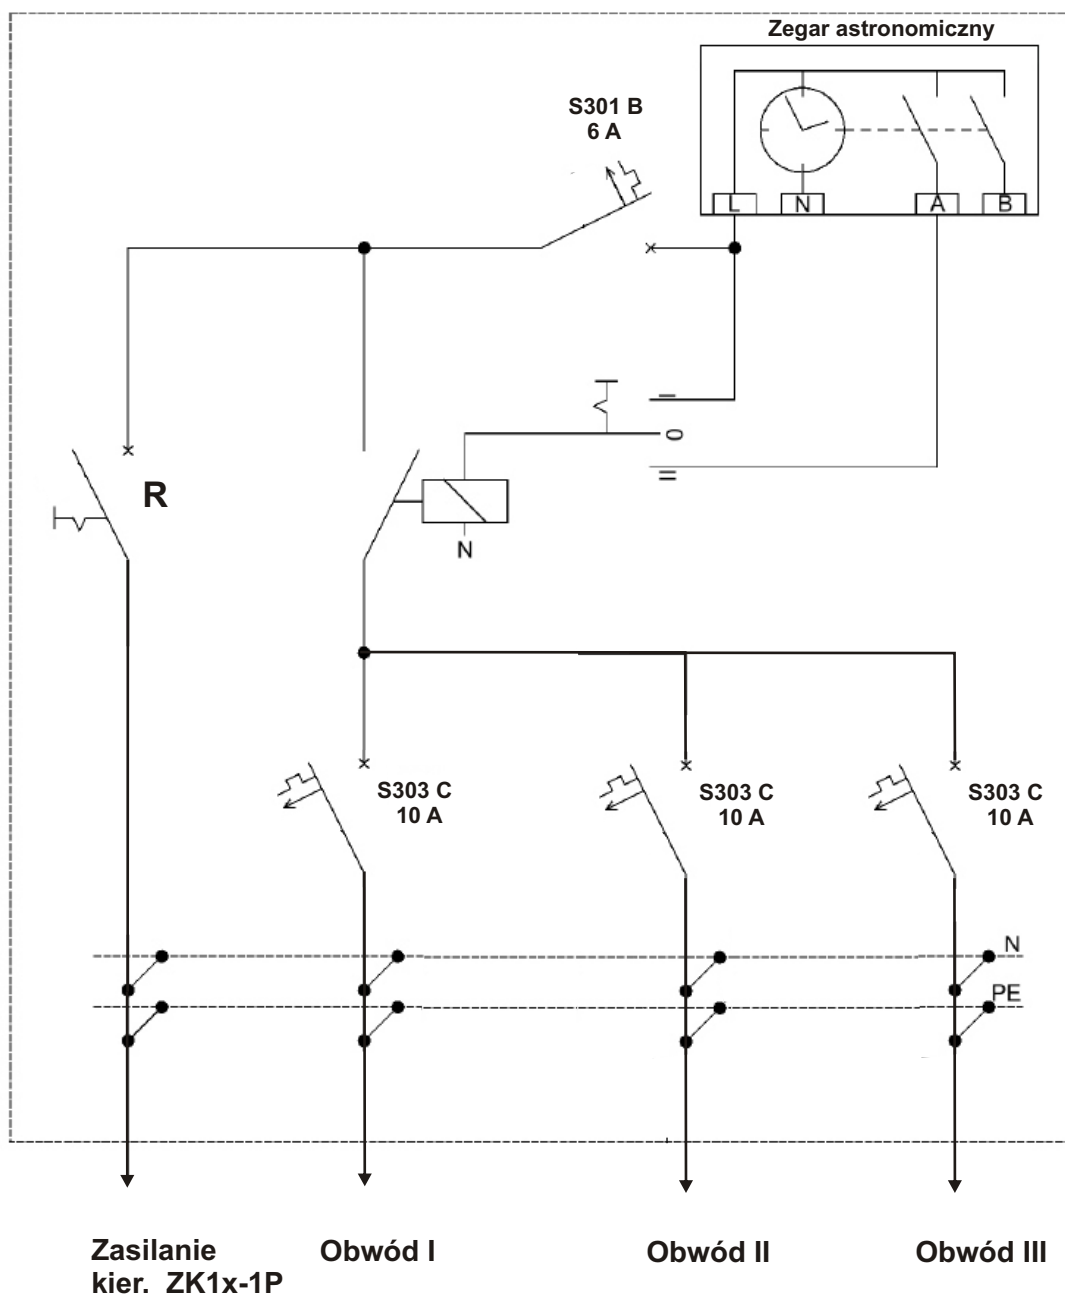 Zegar astronomiczny
S301 B
6 A
L N A B
I
0
II
R
N
S303 C
10 A
S303 C
10 A
S303 C
10 A
N
PE
Zasilanie
kier. ZK1x-1P
Obwód I
Obwód II
Obwód III